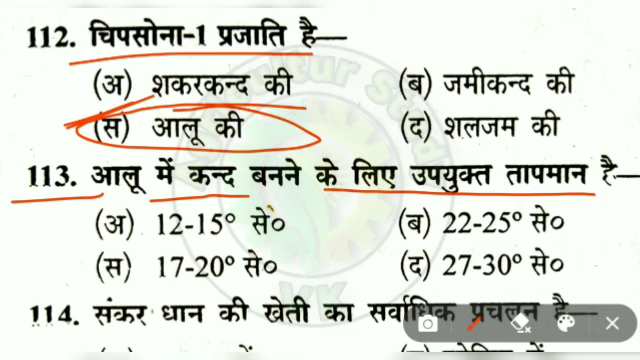 112. चिपसोना-1 प्रजाति है—
(अ) शकरकन्द की (ब) जमीकन्द की
(स) आलू की (द) शलजम की
113. आलू में कन्द बनने के लिए उपयुक्त तापमान है—
(अ) 12-15° से० (ब) 22-25° से०
(स) 17-20° से० (द) 27-30° से०
114. संकर धान की खेती का सर्वाधिक प्रचलन है—
VK